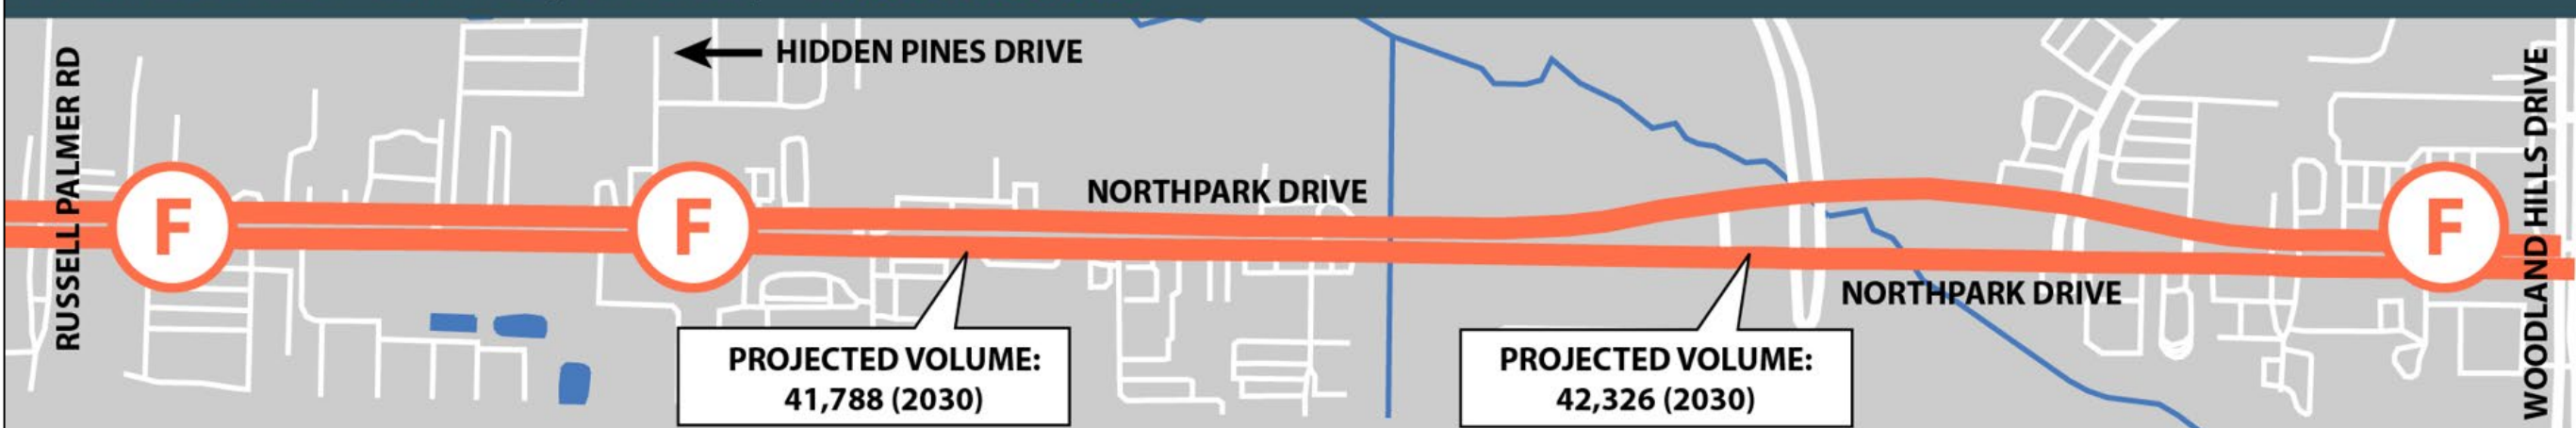 HIDDEN PINES DRIVE
RUSSELL PALMER RD
F
F
NORTHPARK DRIVE
F
WOODLAND HILLS DRIVE
NORTHPARK DRIVE
PROJECTED VOLUME:
41,788 (2030)
PROJECTED VOLUME:
42,326 (2030)